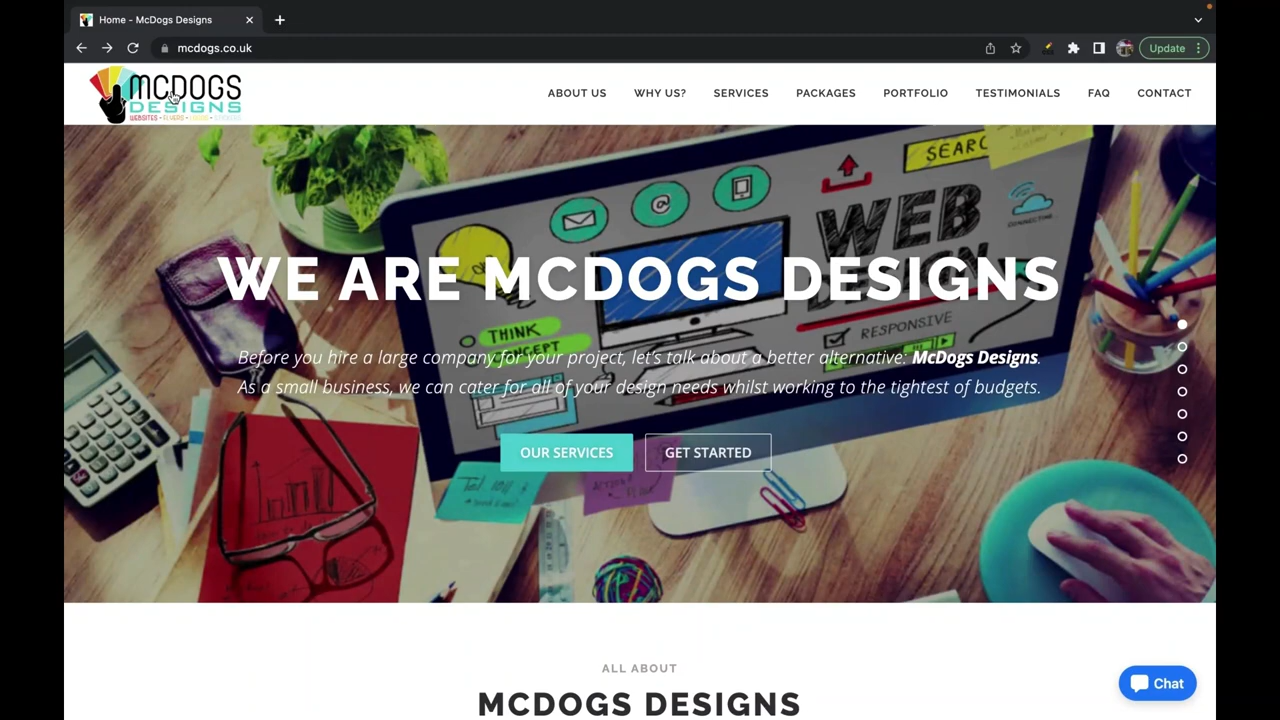 Home - McDogs Designs
mcdogs.co.uk
Update
MCDOGS
DESIGNS
ABOUT US
WHY US?
SERVICES
PACKAGES
PORTFOLIO
TESTIMONIALS
FAQ
CONTACT
SEARC
WEB
CONNECTING
RESPONSIVE
THINK
CONCEPT
WE ARE MCDOGS DESIGNS
Before you hire a large company for your project, let's talk about a better alternative: McDogs Designs.
As a small business, we can cater for all of your design needs whilst working to the tightest of budgets.
OUR SERVICES
GET STARTED
ALL ABOUT
MCDOGS DESIGNS
Chat